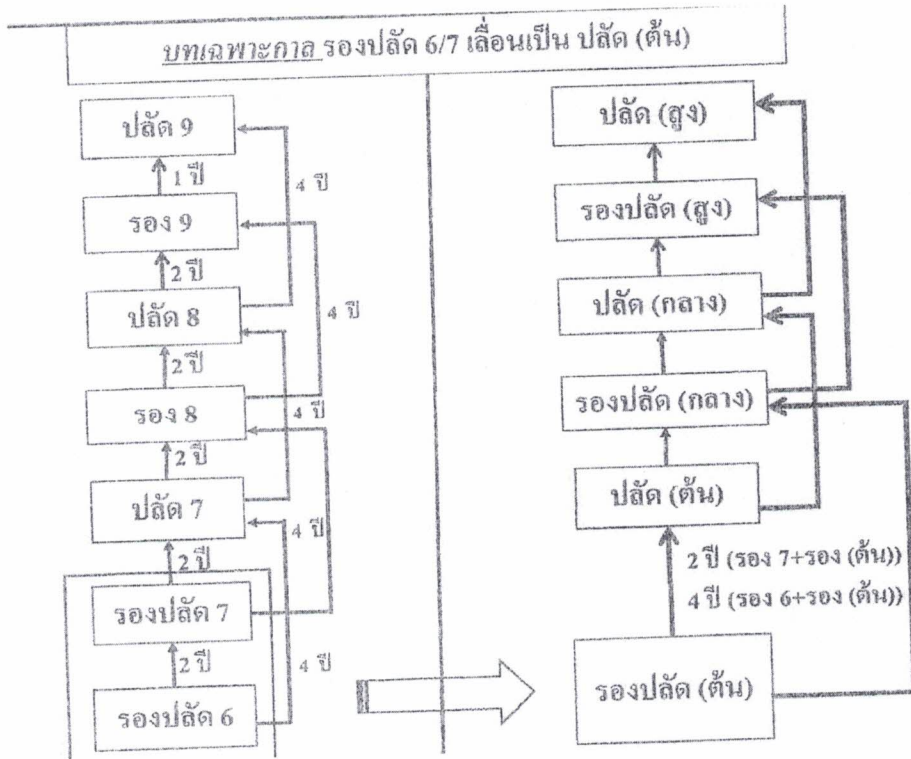 บทเฉพาะกาล รองปลัด 6/7 เลื่อนเป็น ปลัด (ต้น)
ปลัด 9
1 ปี
4 ปี
รอง 9
2 ปี
ปลัด 8
4 ปี
2 ปี
รอง 8
4 ปี
2 ปี
ปลัด 7
4 ปี
2 ปี
รองปลัด 7
2 ปี
4 ปี
รองปลัด 6
ปลัด (สูง)
รองปลัด (สูง)
ปลัด (กลาง)
รองปลัด (กลาง)
ปลัด (ต้น)
2 ปี (รอง 7+รอง (ต้น))
4 ปี (รอง 6+รอง (ต้น))
รองปลัด (ต้น)